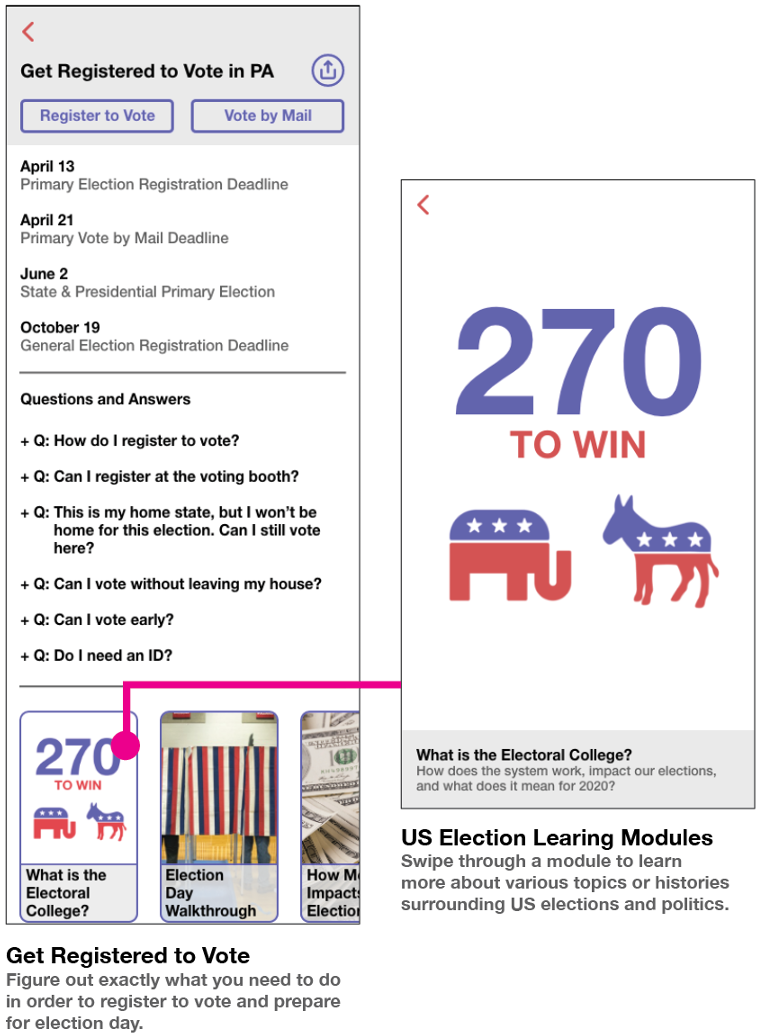 Get Registered to Vote in PA
Register to Vote
Vote by Mail
April 13
Primary Election Registration Deadline
April 21
Primary Vote by Mail Deadline
June 2
State & Presidential Primary Election
October 19
General Election Registration Deadline
Questions and Answers
+ Q: How do I register to vote?
+ Q: Can I register at the voting booth?
+ Q: This is my home state, but I won’t be
home for this election. Can I still vote
here?
+ Q: Can I vote without leaving my house?
+ Q: Can I vote early?
+ Q: Do I need an ID?
270
TO WIN
What is the
Electoral
College?
Election
Day
Walkthrough
100
How
Impacts
Election
Get Registered to Vote
Figure out exactly what you need to do
in order to register to vote and prepare
for election day.
270
TO WIN
What is the Electoral College?
How does the system work, impact our elections,
and what does it mean for 2020?
US Election Learing Modules
Swipe through a module to learn
more about various topics or histories
surrounding US elections and politics.